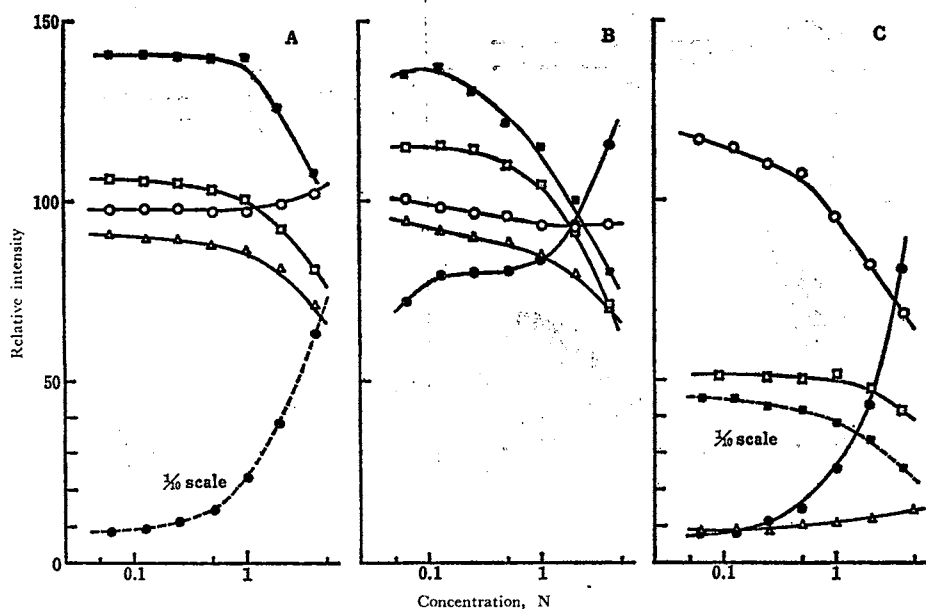 150
100
50
0
Relative intensity
A
B
C
1/10 scale
1/10 scale
0.1 1
0.1 1
0.1 1
Concentration, N